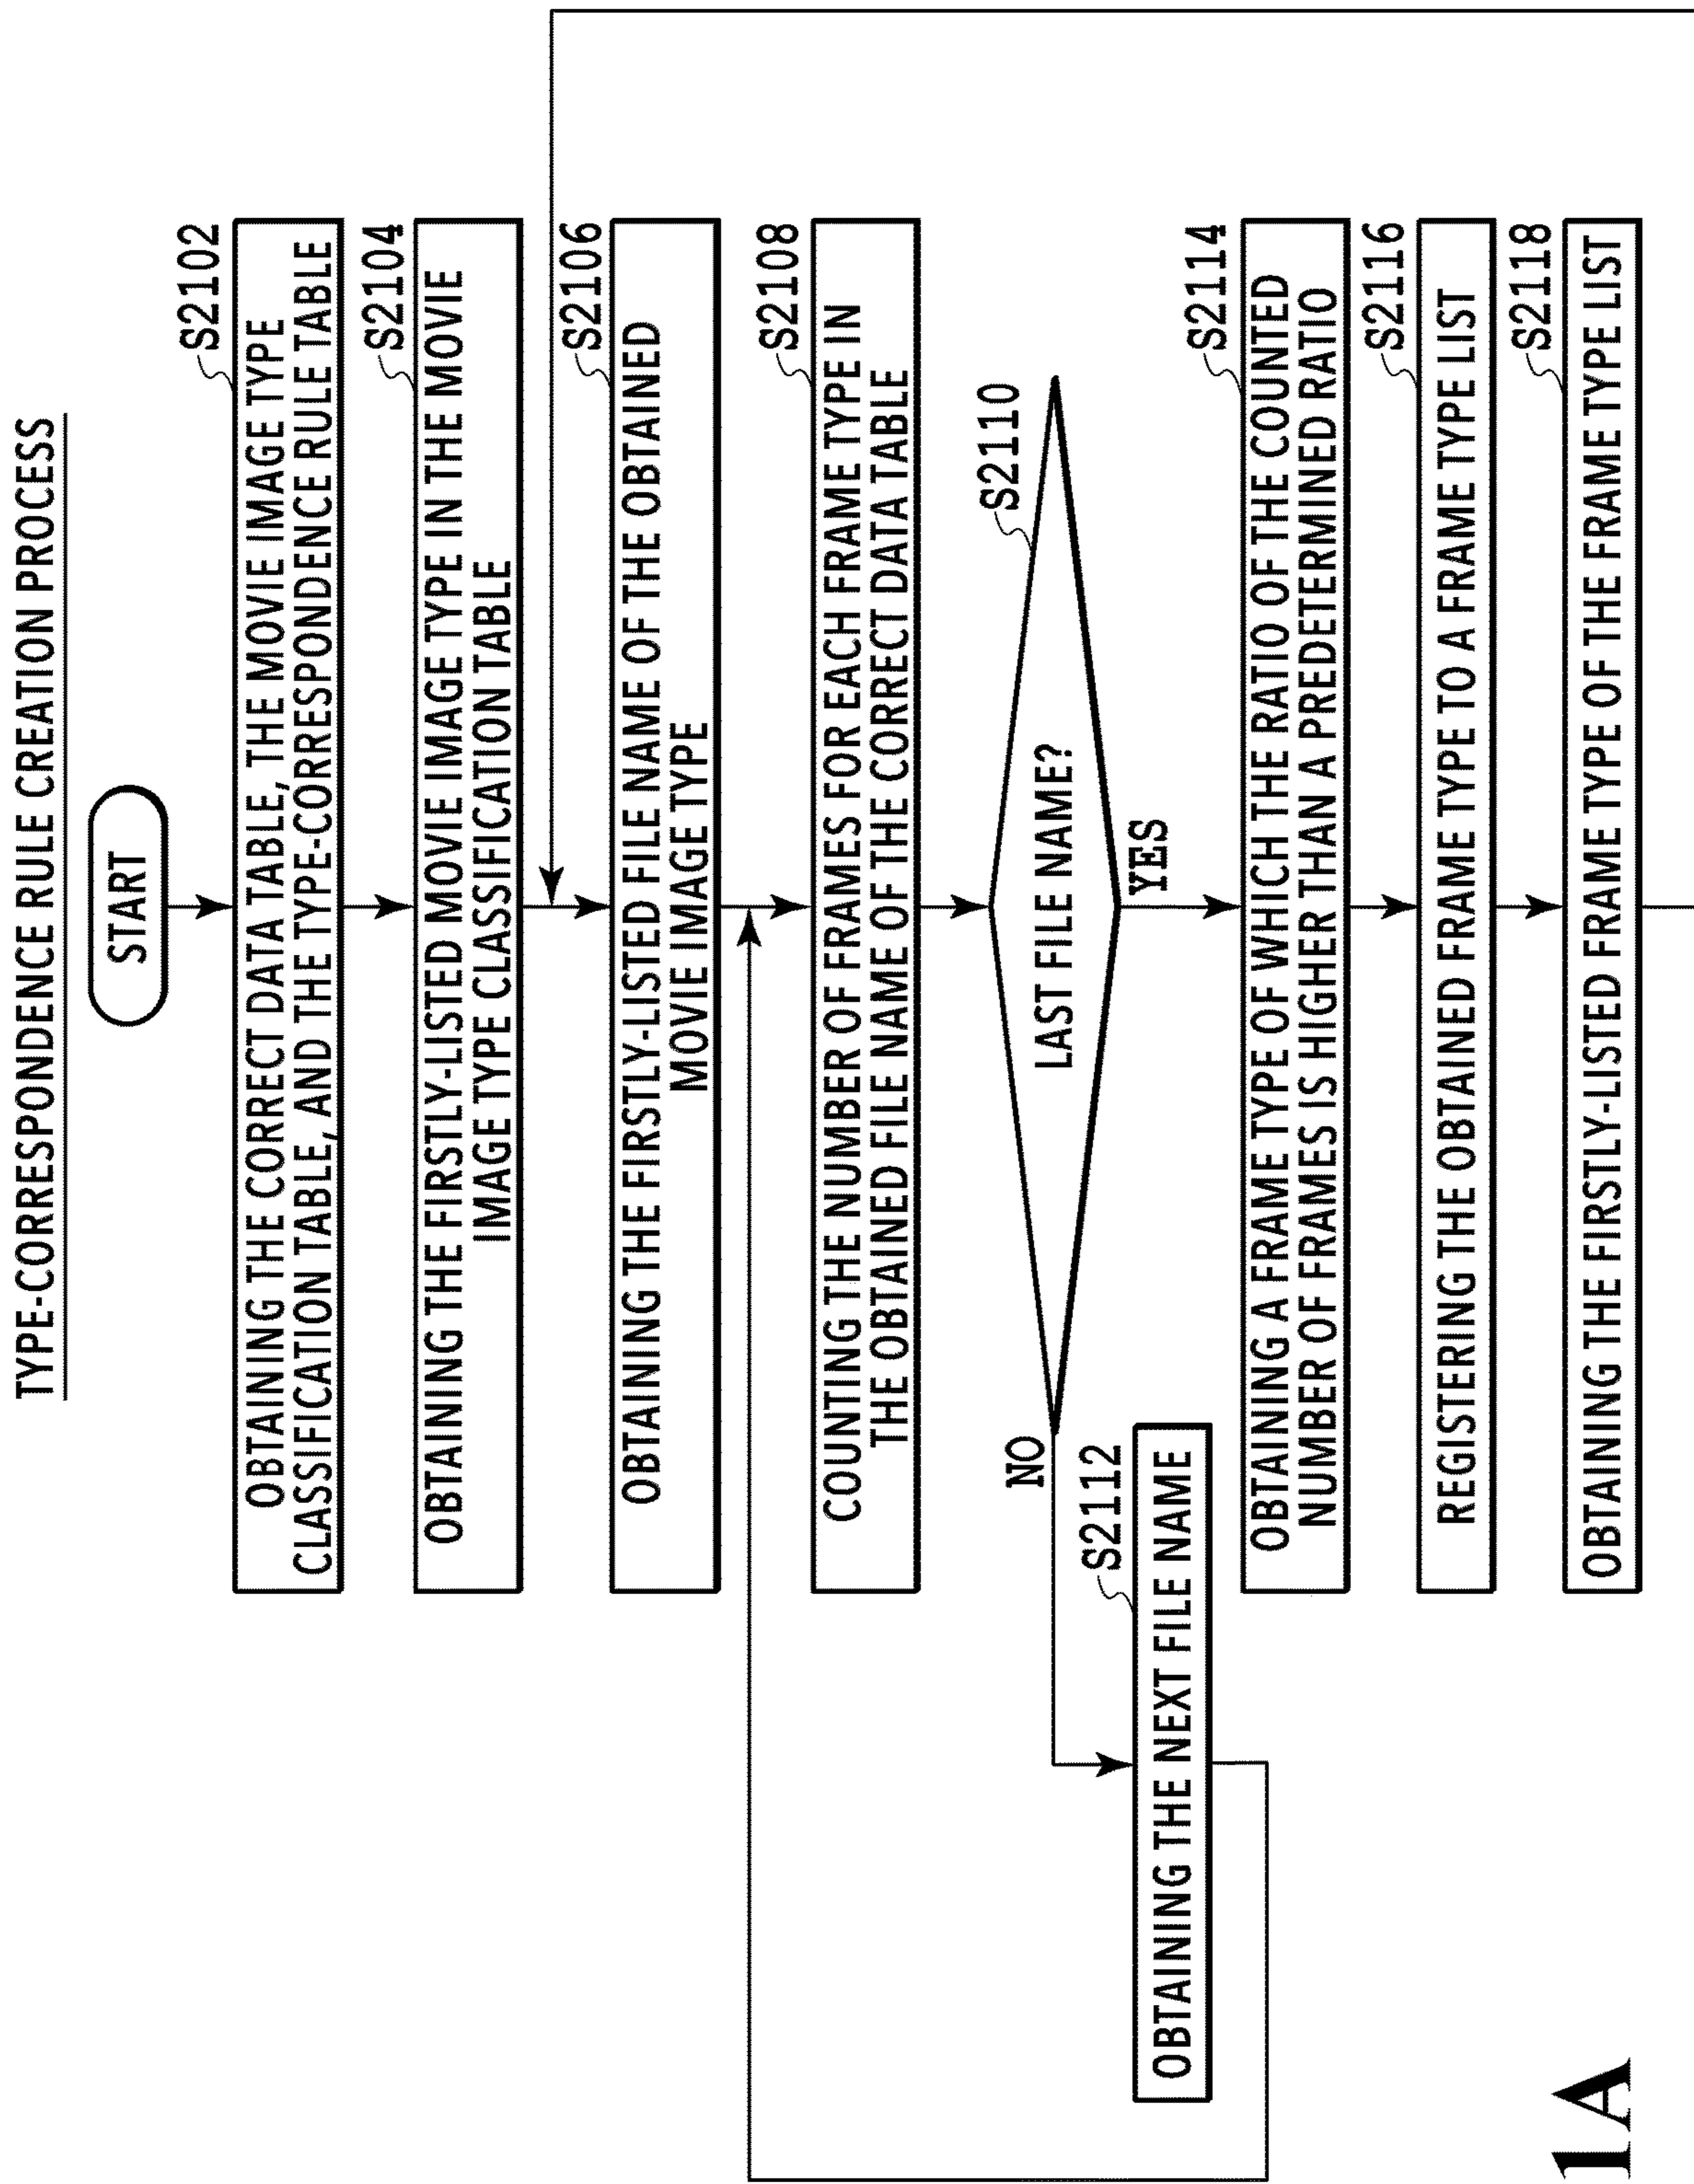 TYPE-CORRESPONDENCE RULE CREATION PROCESS
START
S2102
OBTAINING THE CORRECT DATA TABLE, THE MOVIE IMAGE TYPE
CLASSIFICATION TABLE, AND THE TYPE-CORRESPONDENCE RULE TABLE
S2104
OBTAINING THE FIRSTLY-LISTED MOVIE IMAGE TYPE IN THE MOVIE
IMAGE TYPE CLASSIFICATION TABLE
S2106
OBTAINING THE FIRSTLY-LISTED FILE NAME OF THE OBTAINED
MOVIE IMAGE TYPE
S2108
COUNTING THE NUMBER OF FRAMES FOR EACH FRAME TYPE IN
THE OBTAINED FILE NAME OF THE CORRECT DATA TABLE
S2110
LAST FILE NAME?
NO
YES
S2112
OBTAINING THE NEXT FILE NAME
S2114
OBTAINING A FRAME TYPE OF WHICH THE RATIO OF THE COUNTED
NUMBER OF FRAMES IS HIGHER THAN A PREDETERMINED RATIO
S2116
REGISTERING THE OBTAINED FRAME TYPE TO A FRAME TYPE LIST
S2118
OBTAINING THE FIRSTLY-LISTED FRAME TYPE OF THE FRAME TYPE LIST
1A